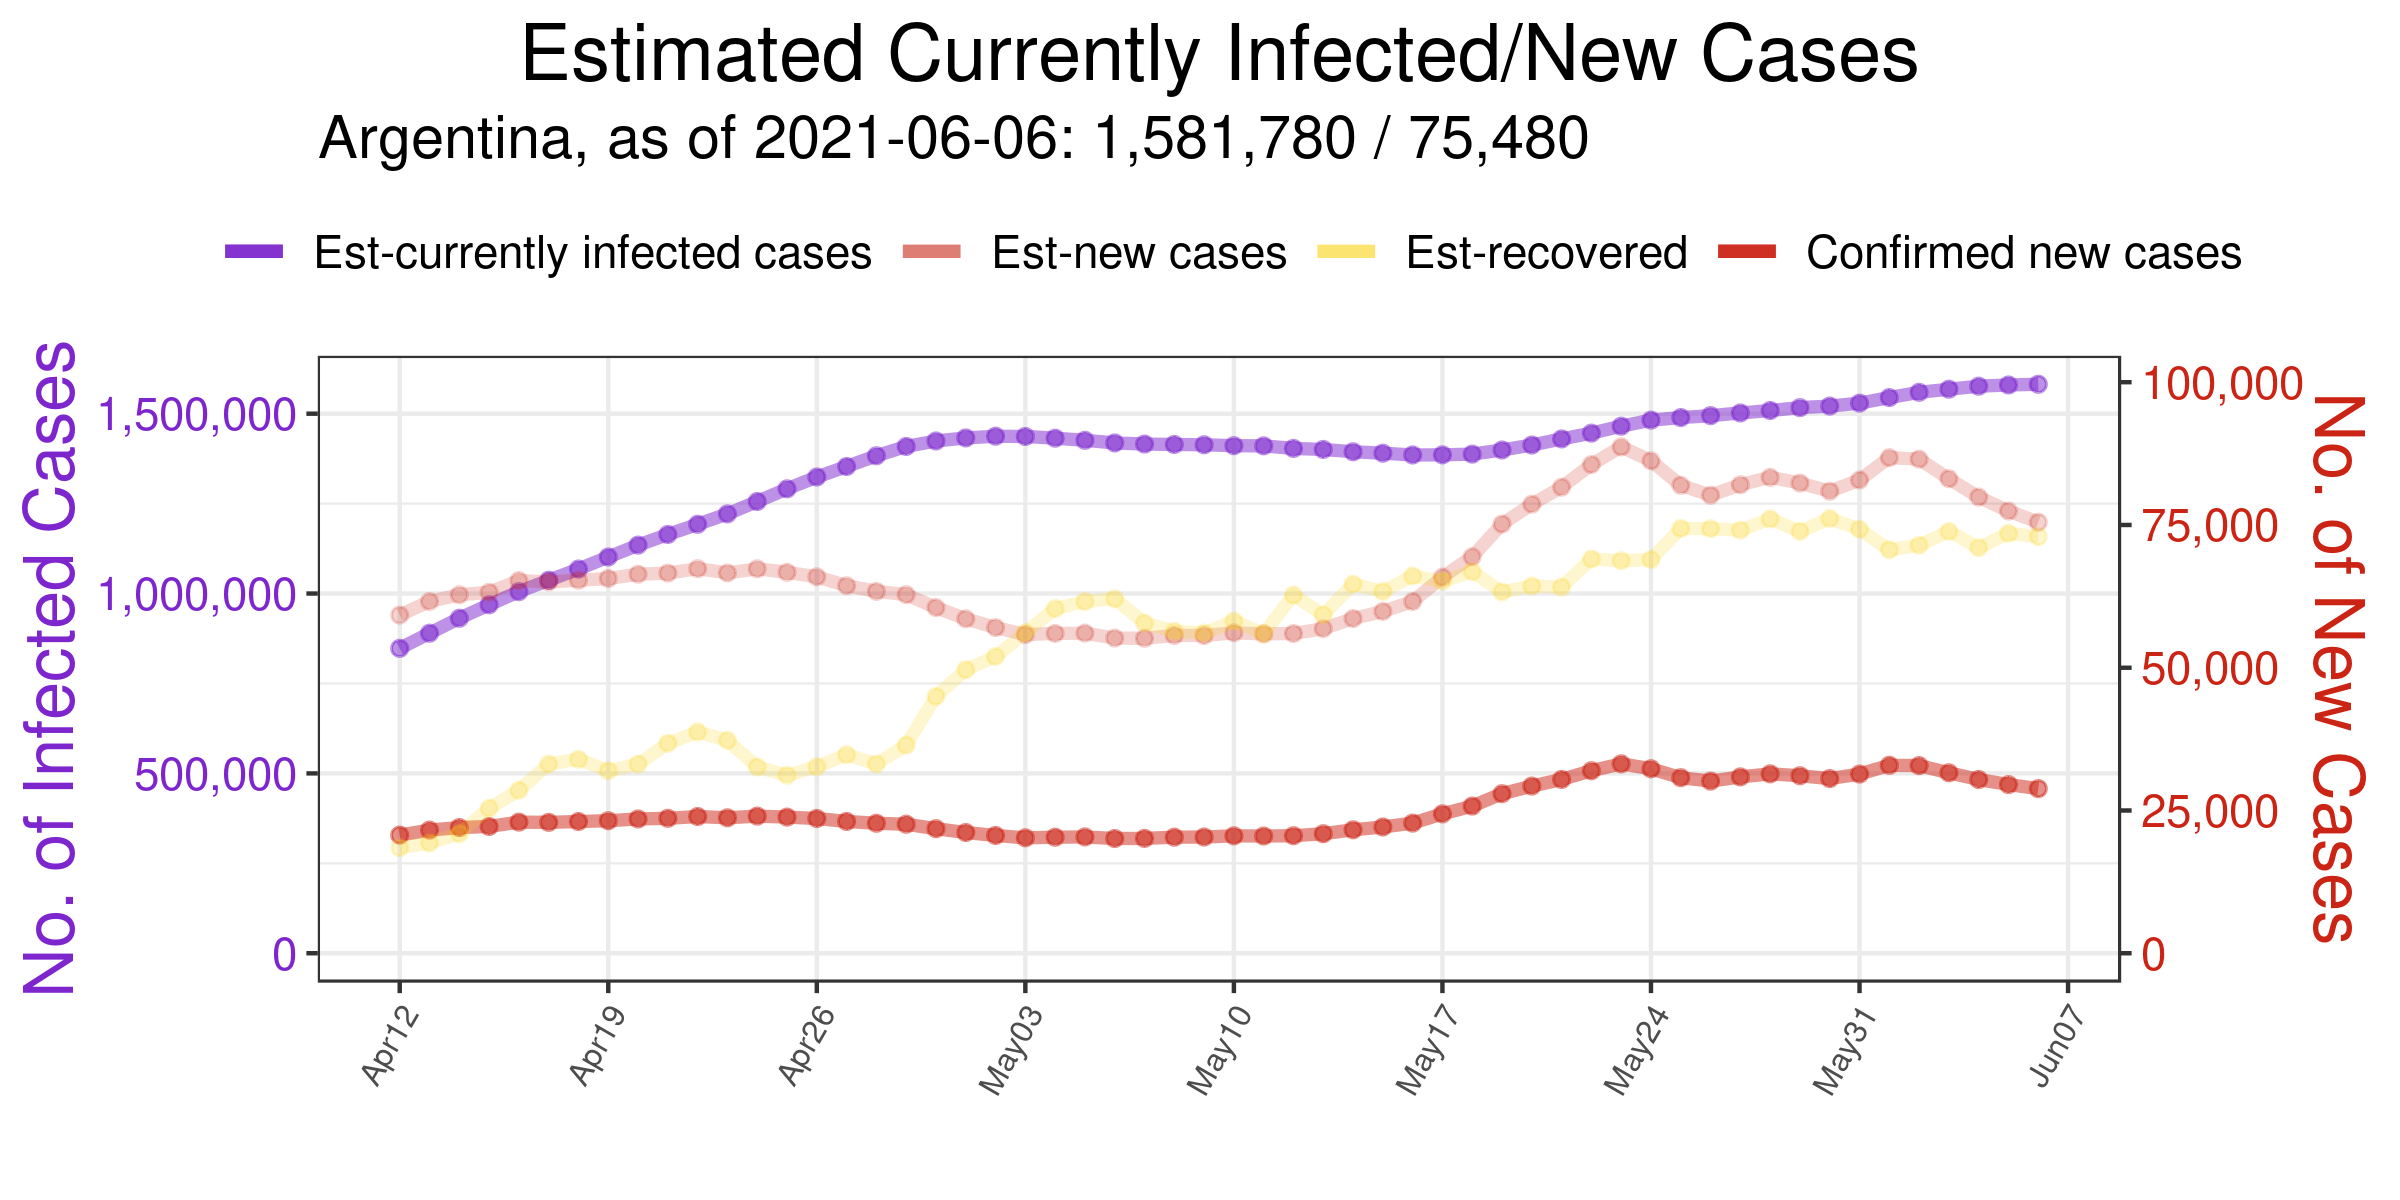 Estimated Currently Infected/New Cases
Argentina, as of 2021-06-06: 1,581,780 / 75,480
Est-currently infected cases Est-new cases Est-recovered Confirmed new cases
No. of Infected Cases
1,500,000
1,000,000
500,000
0
100,000
75,000
50,000
25,000
0
No. of New Cases
Apr12 Apr19 Apr26 May03 May10 May17 May24 May31 Jun07